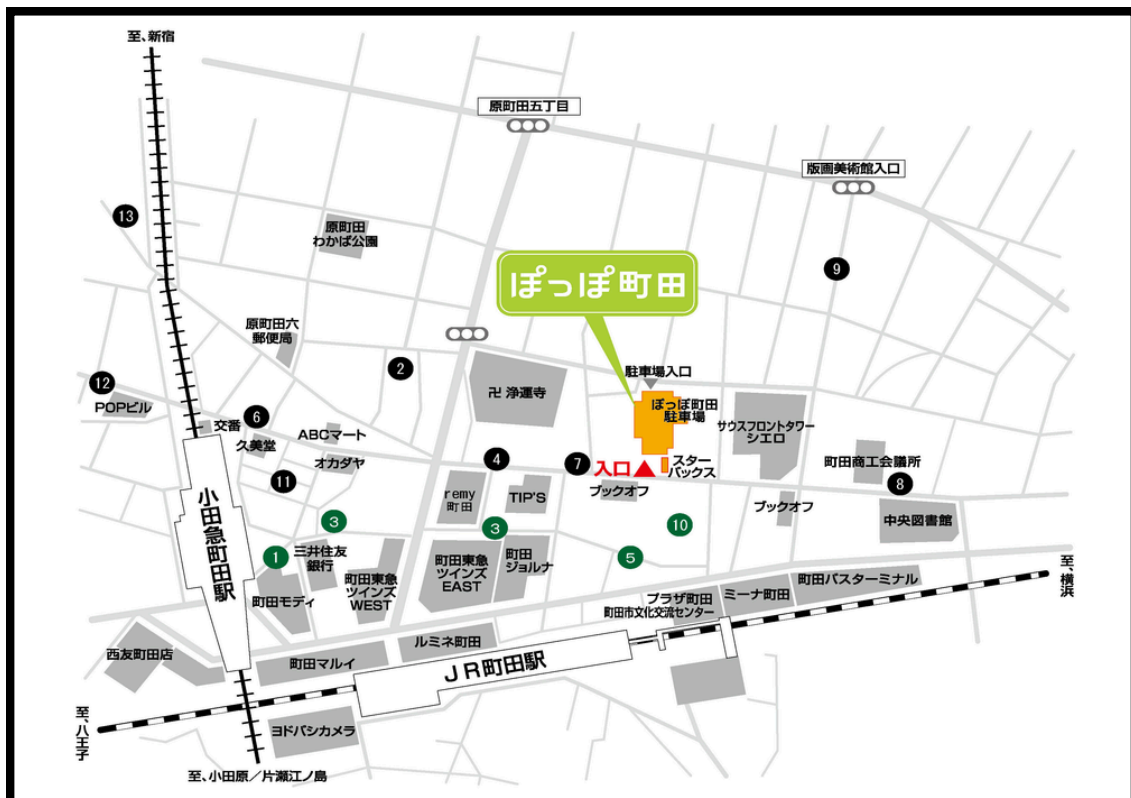 至、新宿
原町田五丁目
版画美術館入口
13
原町田
わかば公園
9
ぽっぽ町田
原町田六
郵便局
2
駐車場入口
12
POPビル
卍 浄運寺
ぽっぽ町田
駐車場
サウスフロントタワー
シエロ
交番
6
久美堂
ABCマート
オカダヤ
4
7
入口
スター
バックス
町田商工会議所
8
11
remy
町田
TIP'S
ブックオフ
ブックオフ
中央図書館
小田急町田駅
3
3
10
1
三井住友
銀行
町田東急
ツインズ
WEST
町田東急
ツインズ
EAST
町田
ジョルナ
5
町田モディ
プラザ町田
町田市文化交流センター
ミーナ町田
町田バスターミナル
至、横浜
西友町田店
町田マルイ
ルミネ町田
JR町田駅
至、八王子
ヨドバシカメラ
至、小田原／片瀬江ノ島